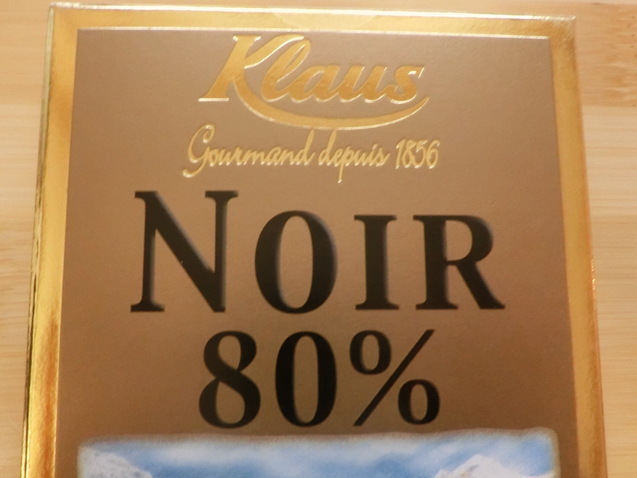 Klaus
Gourmand depuis 1856
NOIR
80%